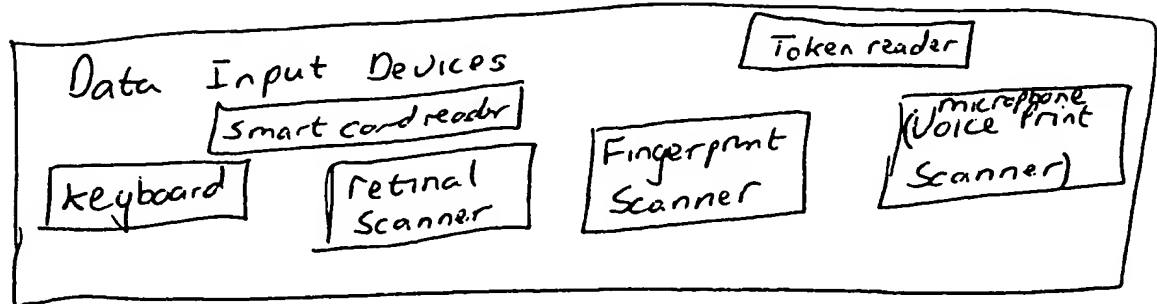 Token reader
Data Input Devices
Smart card reader
microphone
(Voice Print
Scanner)
Fingerprint
Scanner
keyboard
retinal
Scanner